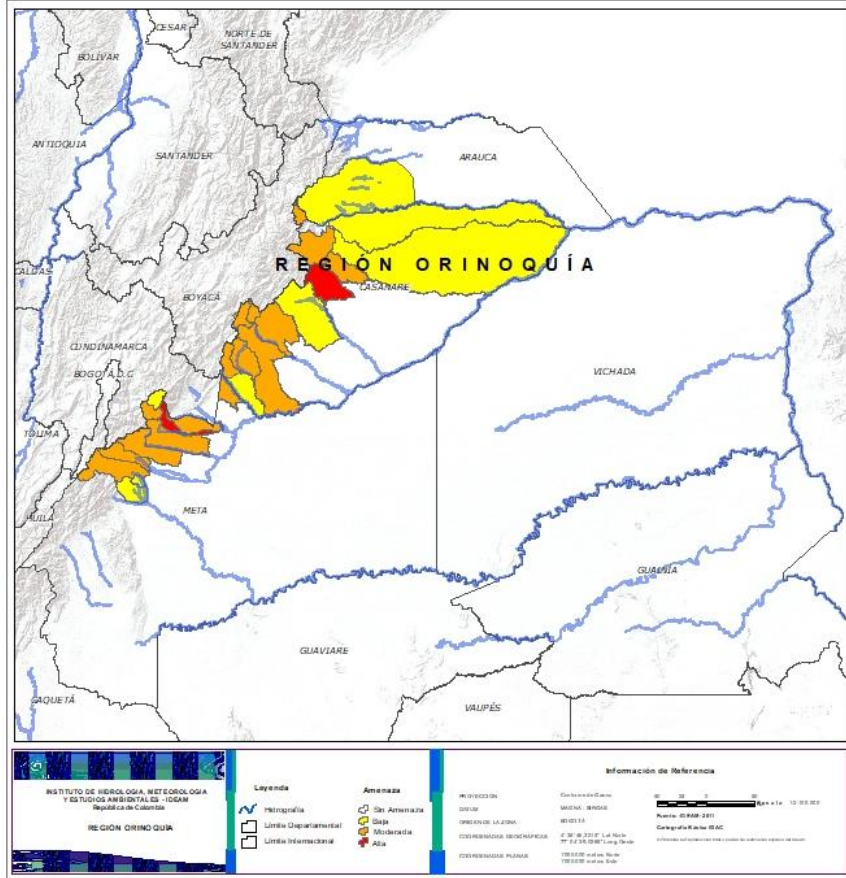 CESAR
NORTE DE
SANTANDER
BOLÍVAR
ANTIOQUIA
SANTANDER
ARAUCA
REGIÓN ORINOQUÍA
CALDAS
CASANARE
BOYACÁ
CUNDINAMARCA
BOGOTÁ, D.C
VICHADA
TOLIMA
META
HUILA
GUAINÍA
GUAVIARE
CAQUETÁ
VAUPÉS
INSTITUTO DE HIDROLOGIA, METEOROLOGIA
Y ESTUDIOS AMBIENTALES - IDEAM
República de Colombia
REGIÓN ORINOQUÍA
Leyenda
Hidrografía
Límite Departamental
Límite Internacional
Amenaza
Sin Amenaza
Baja
Moderada
Alta
Información de Referencia
PROYECCIÓN
DATUM
ORIGEN DE LA ZONA
BOGOTÁ
COORDENADAS GEOGRÁFICAS
COORDENADAS PLANAS